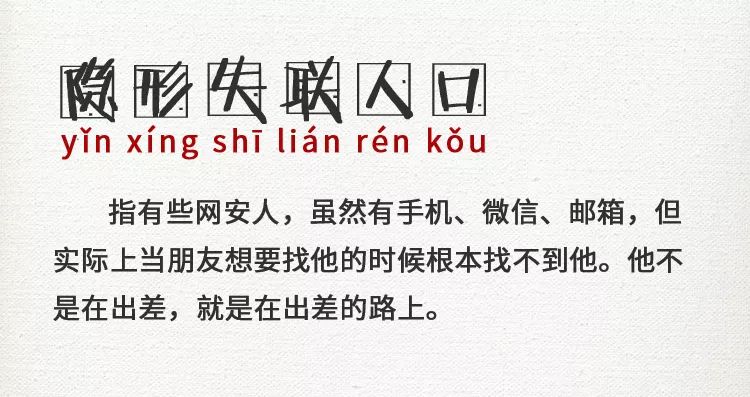 隐形失联人口
yǐn xíng shī lián rén kǒu
指有些网安人，虽然有手机、微信、邮箱，但
实际上当朋友想要找他的时候根本找不到他。他不
是在出差，就是在出差的路上。